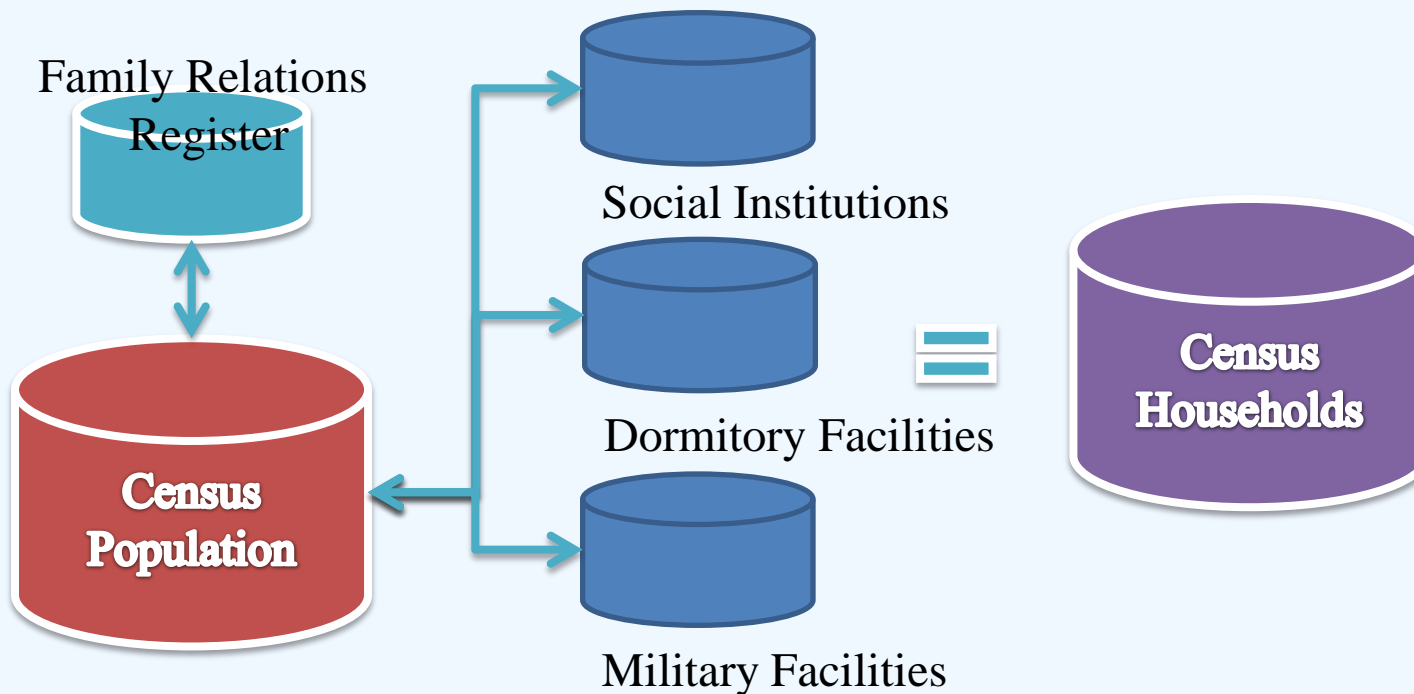 Family Relations
Register
Social Institutions
Dormitory Facilities
Census
Households
Census
Population
Military Facilities